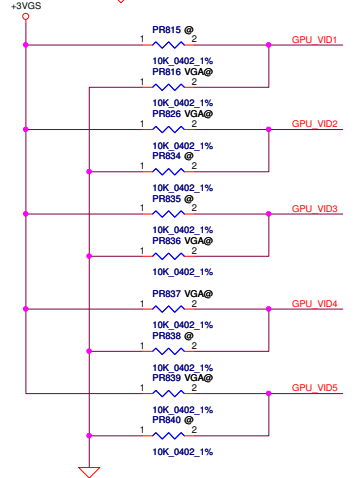 +3VGS
PR815 @
1 2 GPU_VID1
10K_0402_1%
PR816 VGA@
1 2
10K_0402_1%
PR826 VGA@
1 2 GPU_VID2
10K_0402_1%
PR834 @
1 2
10K_0402_1%
PR835 @
1 2 GPU_VID3
10K_0402_1%
PR836 VGA@
1 2
10K_0402_1%
PR837 VGA@
1 2 GPU_VID4
10K_0402_1%
PR838 @
1 2
10K_0402_1%
PR839 VGA@
1 2 GPU_VID5
10K_0402_1%
PR840 @
1 2
10K_0402_1%